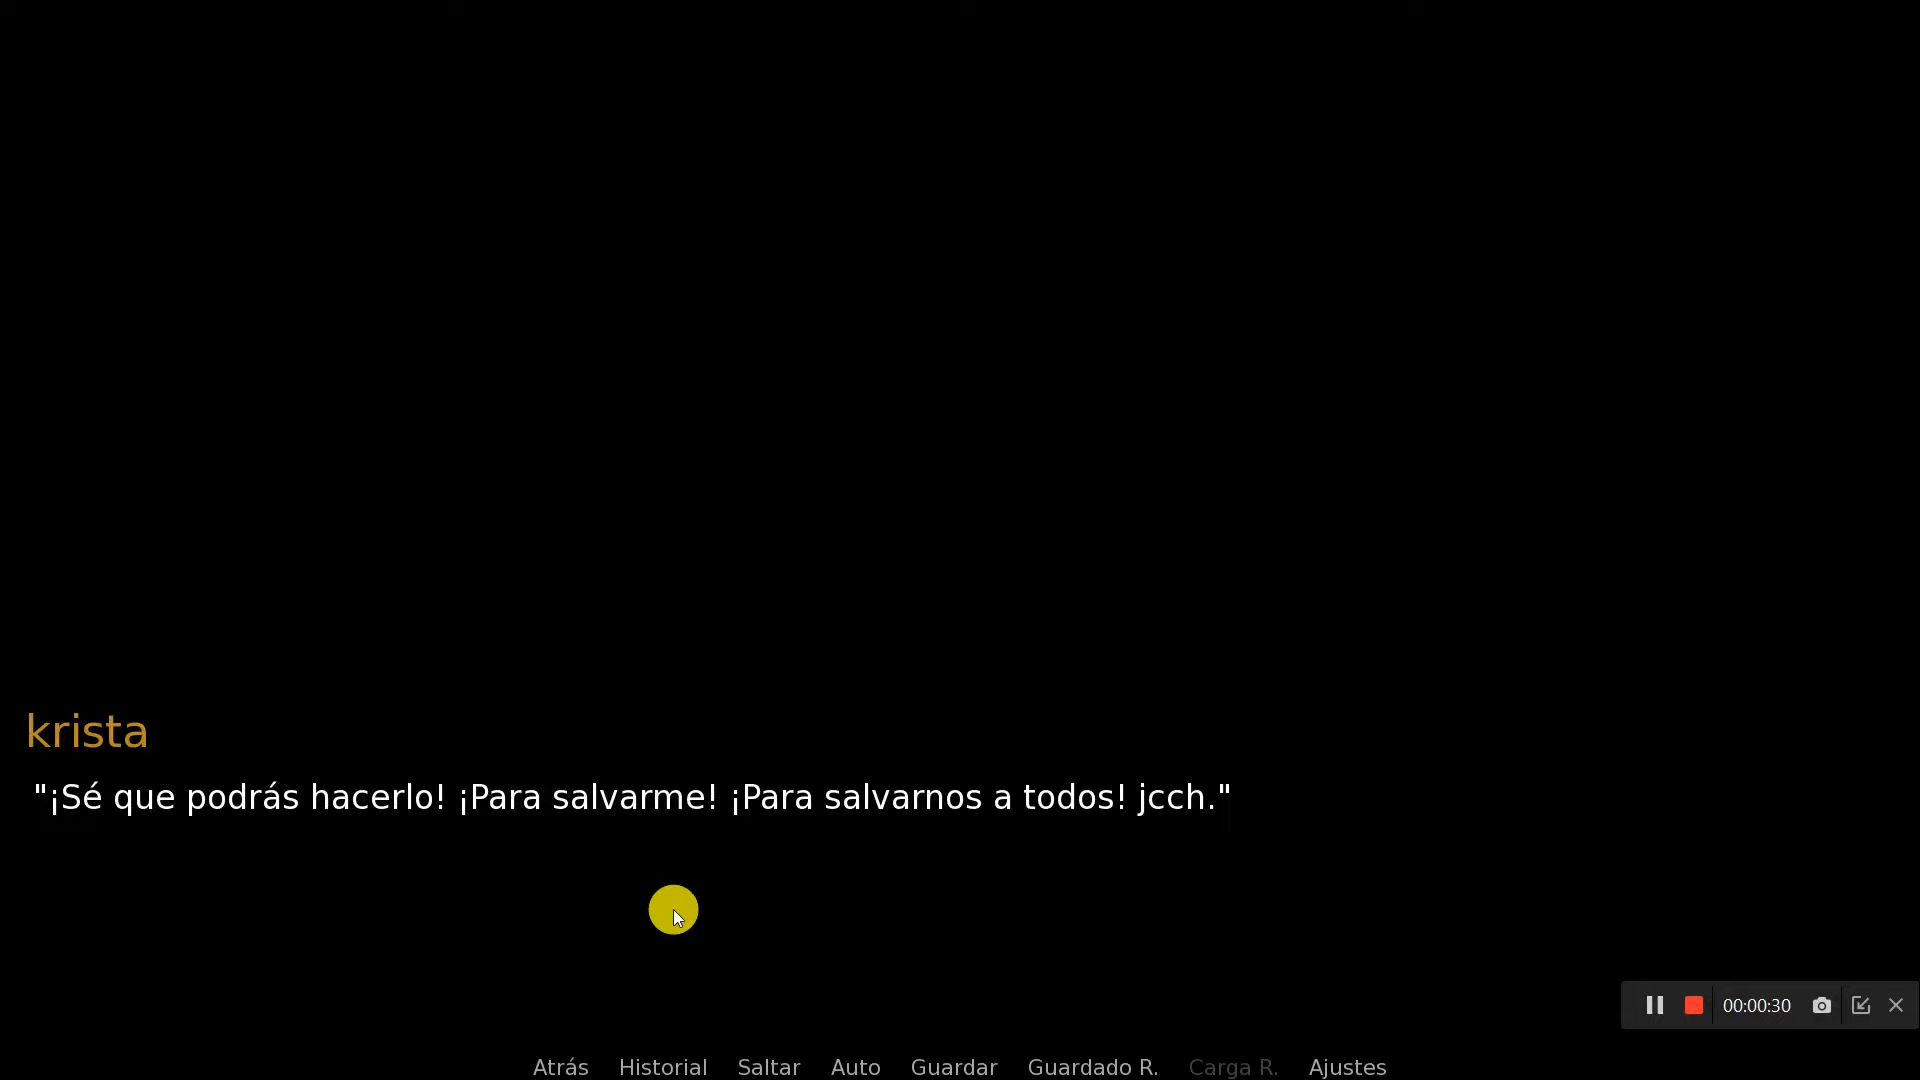 krista
"¡Sé que podrás hacerlo! ¡Para salvarme! ¡Para salvarnos a todos! jcch."
00:00:30
Atrás Historial Saltar Auto Guardar Guardado R. Carga R. Ajustes